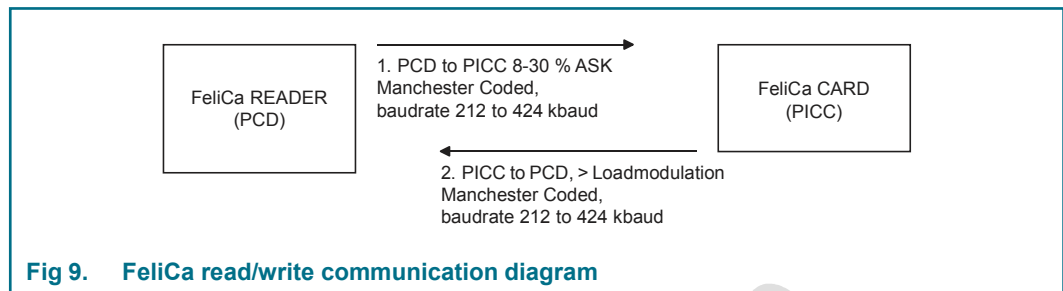 FeliCa READER
(PCD)
1. PCD to PICC 8-30 % ASK
Manchester Coded,
baudrate 212 to 424 kbaud
FeliCa CARD
(PICC)
2. PICC to PCD, > Loadmodulation
Manchester Coded,
baudrate 212 to 424 kbaud
Fig 9. FeliCa read/write communication diagram